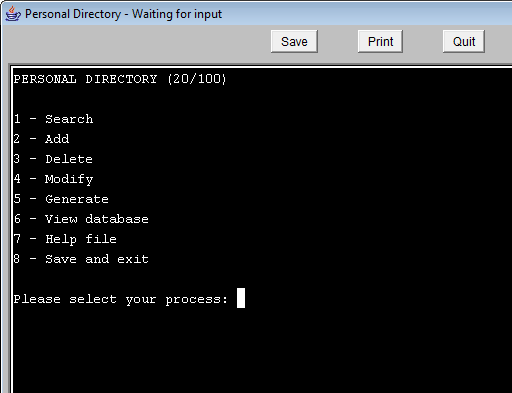 Personal Directory - Waiting for input
Save Print Quit
PERSONAL DIRECTORY (20/100)
1 - Search
2 - Add
3 - Delete
4 - Modify
5 - Generate
6 - View database
7 - Help file
8 - Save and exit
Please select your process: